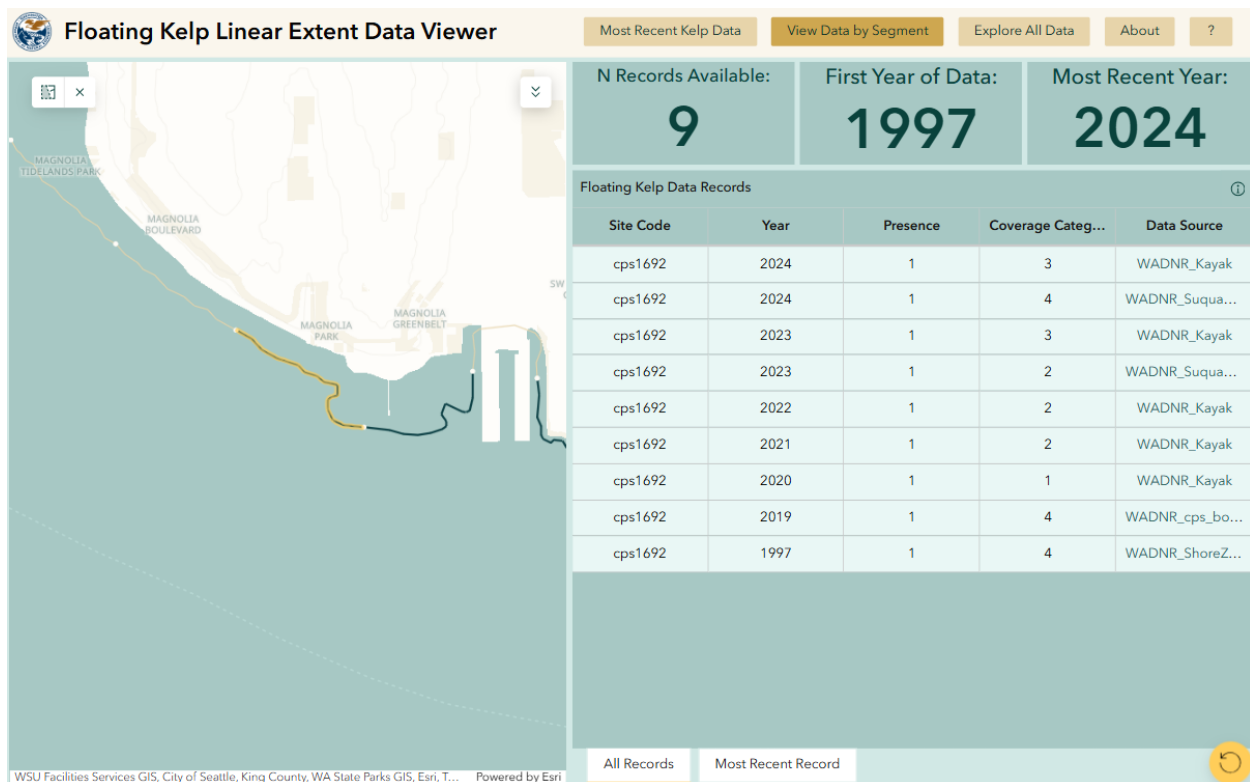 Floating Kelp Linear Extent Data Viewer
Most Recent Kelp Data
View Data by Segment
Explore All Data
About
?
MAGNOLIA
TIDELANDS PARK
MAGNOLIA
BOULEVARD
MAGNOLIA
PARK
MAGNOLIA
GREENBELT
SW
WSU Facilities Services GIS, City of Seattle, King County, WA State Parks GIS, Esri, T... Powered by Esri
N Records Available:
9
First Year of Data:
1997
Most Recent Year:
2024
Floating Kelp Data Records
Site Code Year Presence Coverage Categ... Data Source
cps1692 2024 1 3 WADNR_Kayak
cps1692 2024 1 4 WADNR_Suqua...
cps1692 2023 1 3 WADNR_Kayak
cps1692 2023 1 2 WADNR_Suqua...
cps1692 2022 1 2 WADNR_Kayak
cps1692 2021 1 2 WADNR_Kayak
cps1692 2020 1 1 WADNR_Kayak
cps1692 2019 1 4 WADNR_cps_bo...
cps1692 1997 1 4 WADNR_ShoreZ...
All Records
Most Recent Record